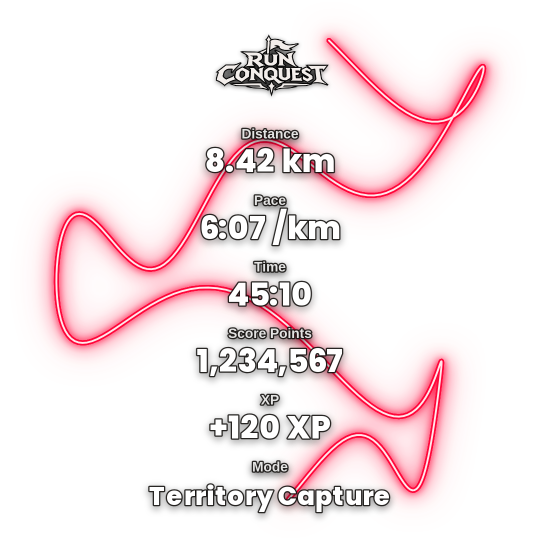 RUN
CONQUEST
Distance
8.42 km
Pace
6:07 /km
Time
45:10
Score Points
1,234,567
XP
+120 XP
Mode
Territory Capture